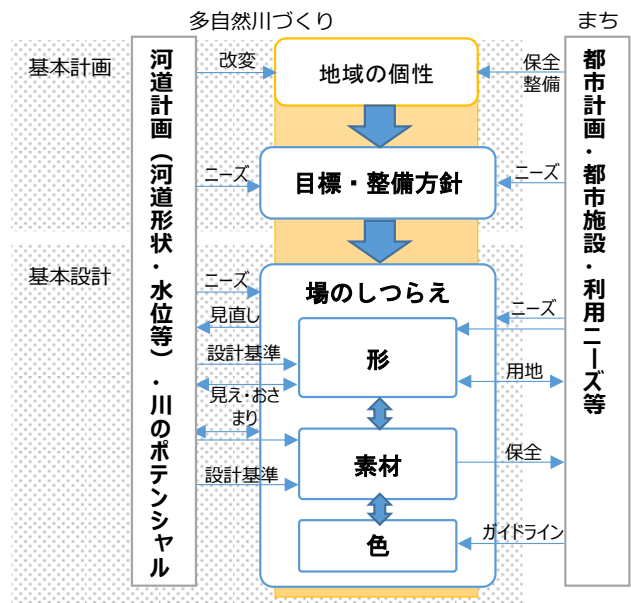 多自然川づくり
まち
基本計画
河道計画（河道形状・水位等）・川のポテンシャル
改変
地域の個性
保全
整備
都市計画・都市施設・利用ニーズ等
ニーズ
目標・整備方針
ニーズ
基本設計
ニーズ
場のしつらえ
ニーズ
見直し
形
設計基準
用地
見え・おさ
まり
素材
保全
設計基準
色
ガイドライン